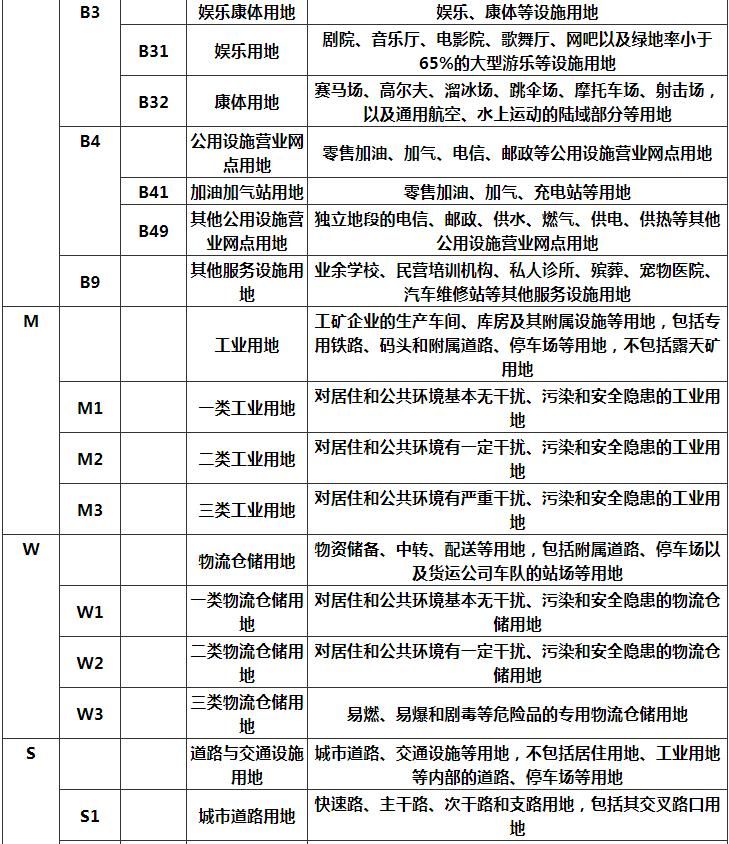 B3 娱乐康体用地 娱乐、康体等设施用地
B31 娱乐用地 剧院、音乐厅、电影院、歌舞厅、网吧以及绿地率小于
65%的大型游乐等设施用地
B32 康体用地 赛马场、高尔夫、溜冰场、跳伞场、摩托车场、射击场，
以及通用航空、水上运动的陆域部分等用地
B4 公用设施营业网
点用地 零售加油、加气、电信、邮政等公用设施营业网点用地
B41 加油加气站用地 零售加油、加气、充电站等用地
B49 其他公用设施营
业网点用地 独立地段的电信、邮政、供水、燃气、供电、供热等其他
公用设施营业网点用地
B9 其他服务设施用
地 业余学校、民营培训机构、私人诊所、殡葬、宠物医院、
汽车维修站等其他服务设施用地
M 工业用地 工矿企业的生产车间、库房及其附属设施等用地，包括专
用铁路、码头和附属道路、停车场等用地，不包括露天矿
用地
M1 一类工业用地 对居住和公共环境基本无干扰、污染和安全隐患的工业用
地
M2 二类工业用地 对居住和公共环境有一定干扰、污染和安全隐患的工业用
地
M3 三类工业用地 对居住和公共环境有严重干扰、污染和安全隐患的工业用
地
W 物流仓储用地 物资储备、中转、配送等用地，包括附属道路、停车场以
及货运公司车队的站场等用地
W1 一类物流仓储用
地 对居住和公共环境基本无干扰、污染和安全隐患的物流仓
储用地
W2 二类物流仓储用
地 对居住和公共环境有一定干扰、污染和安全隐患的物流仓
储用地
W3 三类物流仓储用
地 易燃、易爆和剧毒等危险品的专用物流仓储用地
S 道路与交通设施
用地 城市道路、交通设施等用地，不包括居住用地、工业用地
等内部的道路、停车场等用地
S1 城市道路用地 快速路、主干路、次干路和支路用地，包括其交叉路口用
地